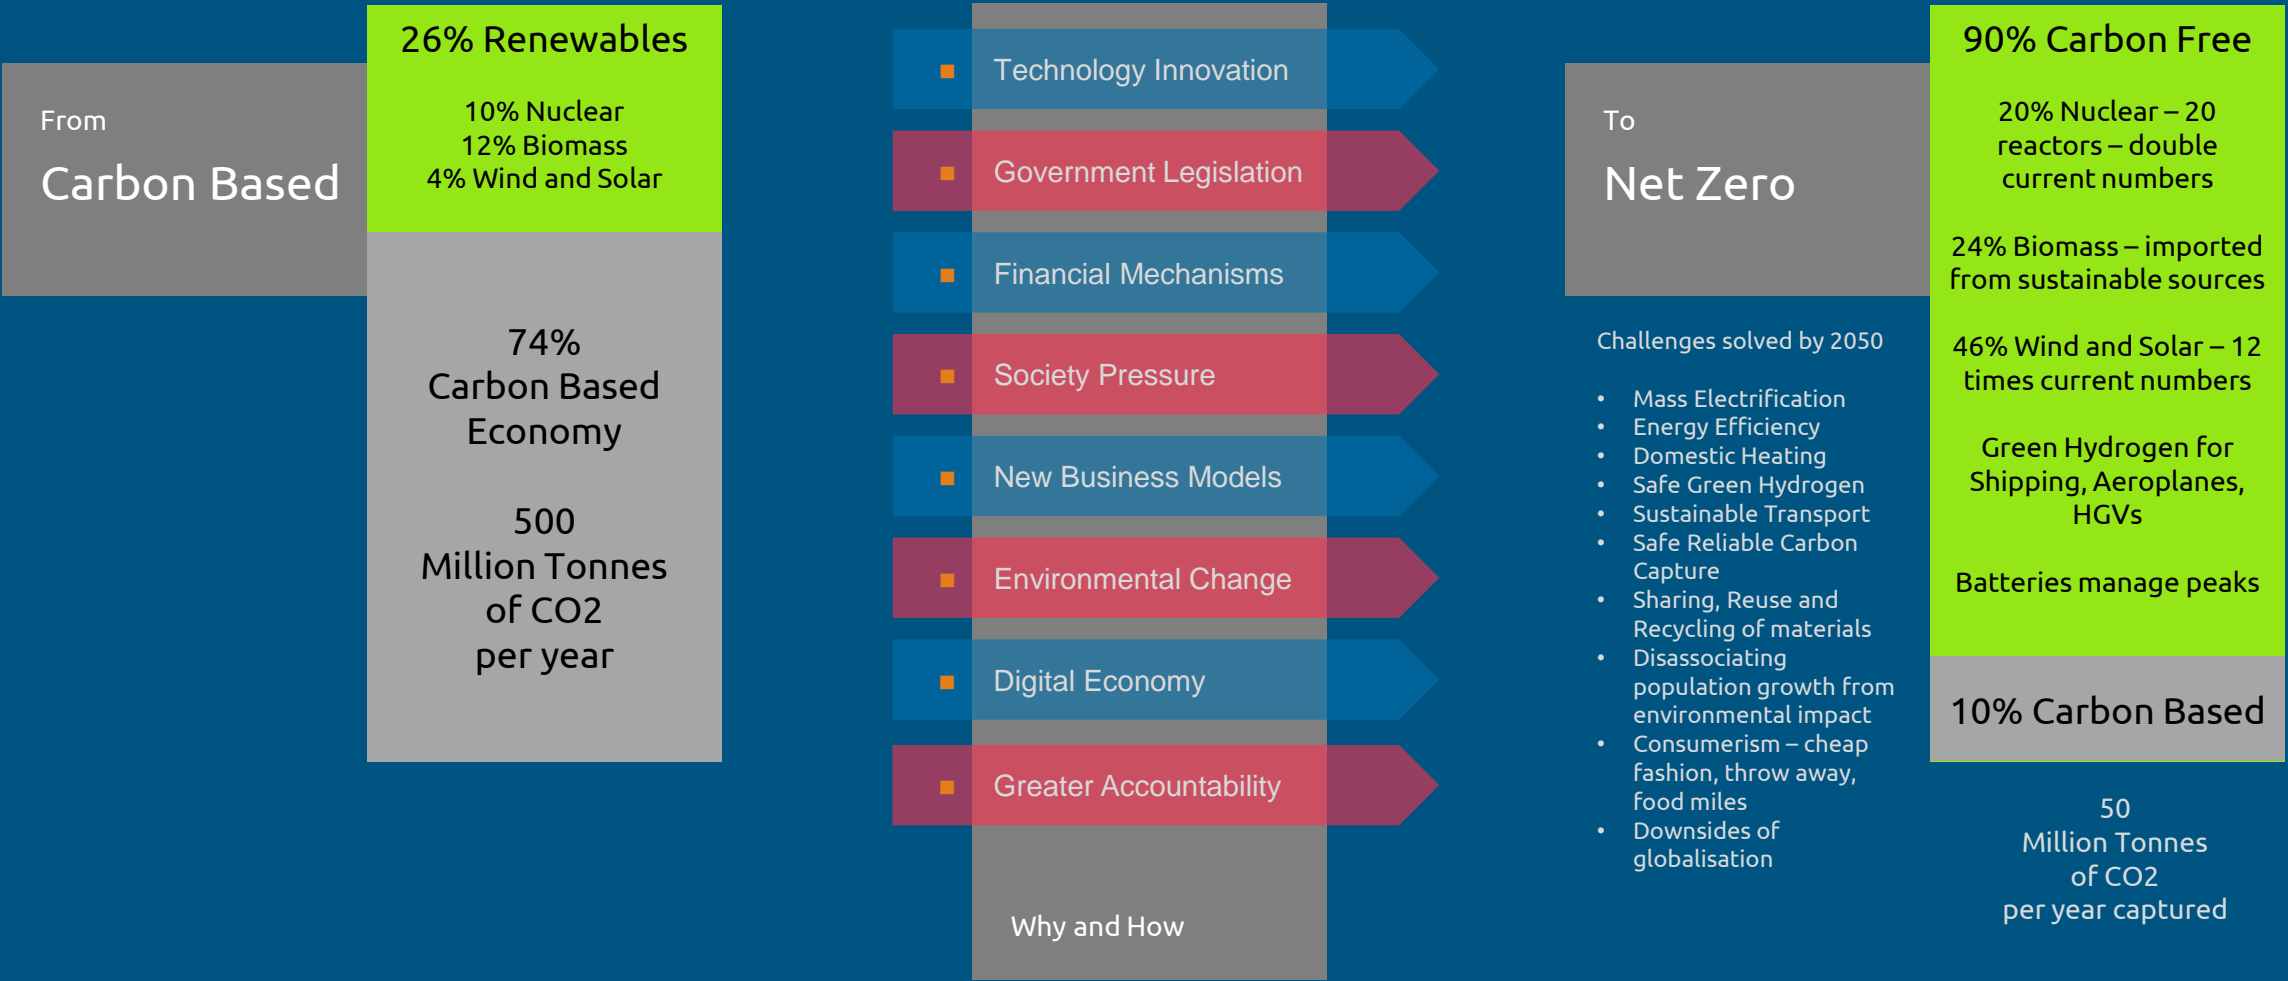 From
Carbon Based
26% Renewables
10% Nuclear
12% Biomass
4% Wind and Solar
74%
Carbon Based
Economy
500
Million Tonnes
of CO2
per year
Technology Innovation
Government Legislation
Financial Mechanisms
Society Pressure
New Business Models
Environmental Change
Digital Economy
Greater Accountability
Why and How
To
Net Zero
Challenges solved by 2050
• Mass Electrification
• Energy Efficiency
• Domestic Heating
• Safe Green Hydrogen
• Sustainable Transport
• Safe Reliable Carbon
Capture
• Sharing, Reuse and
Recycling of materials
• Disassociating
population growth from
environmental impact
• Consumerism – cheap
fashion, throw away,
food miles
• Downsides of
globalisation
90% Carbon Free
20% Nuclear – 20
reactors – double
current numbers
24% Biomass – imported
from sustainable sources
46% Wind and Solar – 12
times current numbers
Green Hydrogen for
Shipping, Aeroplanes,
HGVs
Batteries manage peaks
10% Carbon Based
50
Million Tonnes
of CO2
per year captured